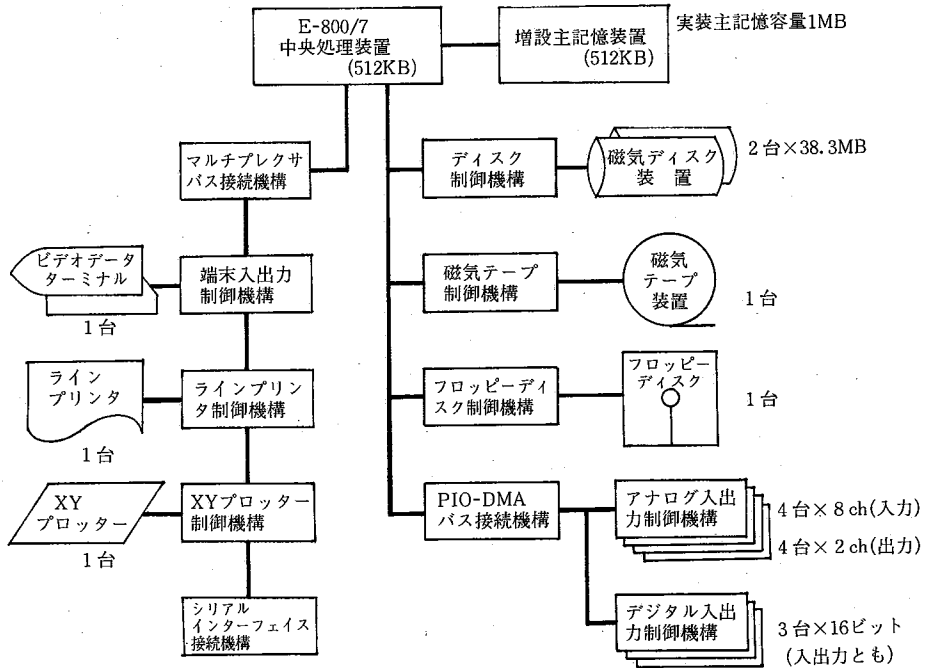 E-800/7
中央処理装置
(512KB)
増設主記憶装置
(512KB)
実装主記憶容量1MB
マルチプレクサ
バス接続機構
ディスク
制御機構
磁気ディスク
装 置
2台×38.3MB
ビデオデータ
ターミナル
1台
端末入出力
制御機構
磁気テープ
制御機構
磁気
テープ
装置
1台
ライン
プリンタ
1台
ラインプリン
タ制御機構
フロッピーディ
スク制御機構
フロッピー
ディスク
1台
XY
プロッター
1台
XYプロッター
制御機構
PIO-DMA
バス接続機構
アナログ入出
力制御機構
4台×8ch(入力)
4台×2ch(出力)
シリアル
インターフェイス
接続機構
デジタル入出
力制御機構
3台×16ビット
(入出力とも)